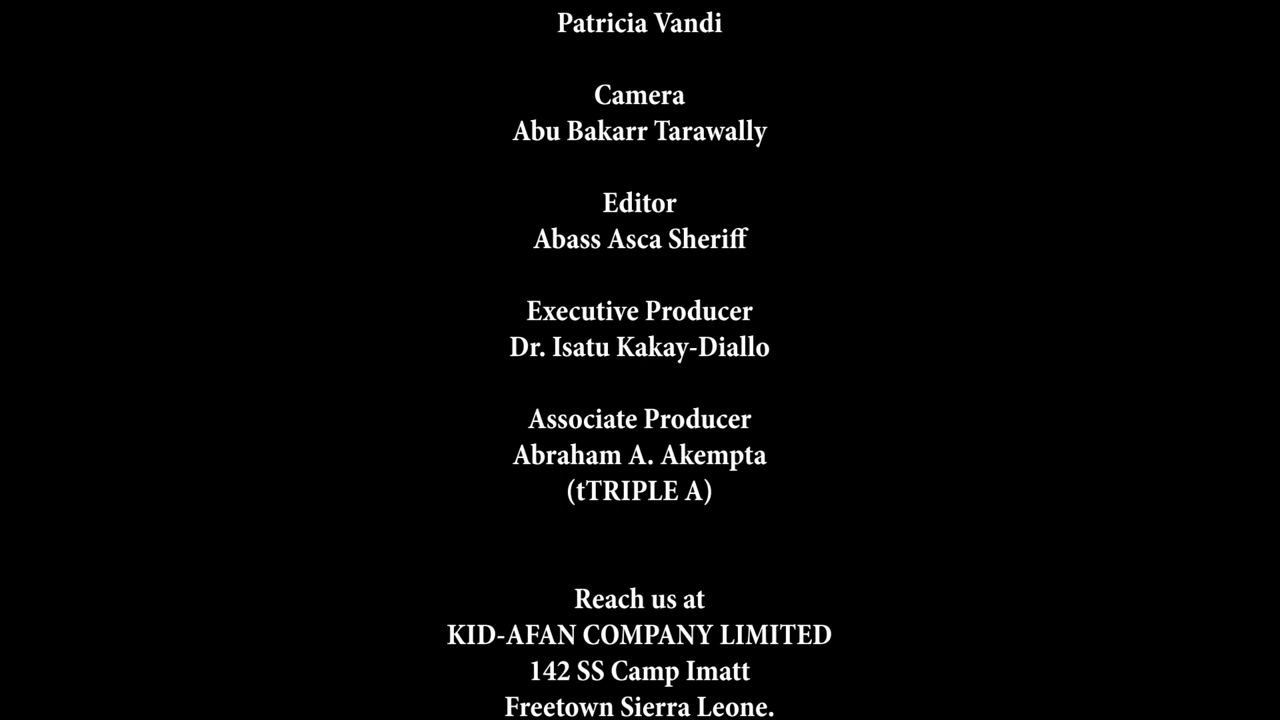 Patricia Vandi
Camera
Abu Bakarr Tarawally
Editor
Abass Asca Sheriff
Executive Producer
Dr. Isatu Kakay-Diallo
Associate Producer
Abraham A. Akempta
(tTRIPLE A)
Reach us at
KID-AFAN COMPANY LIMITED
142 SS Camp Imatt
Freetown Sierra Leone.